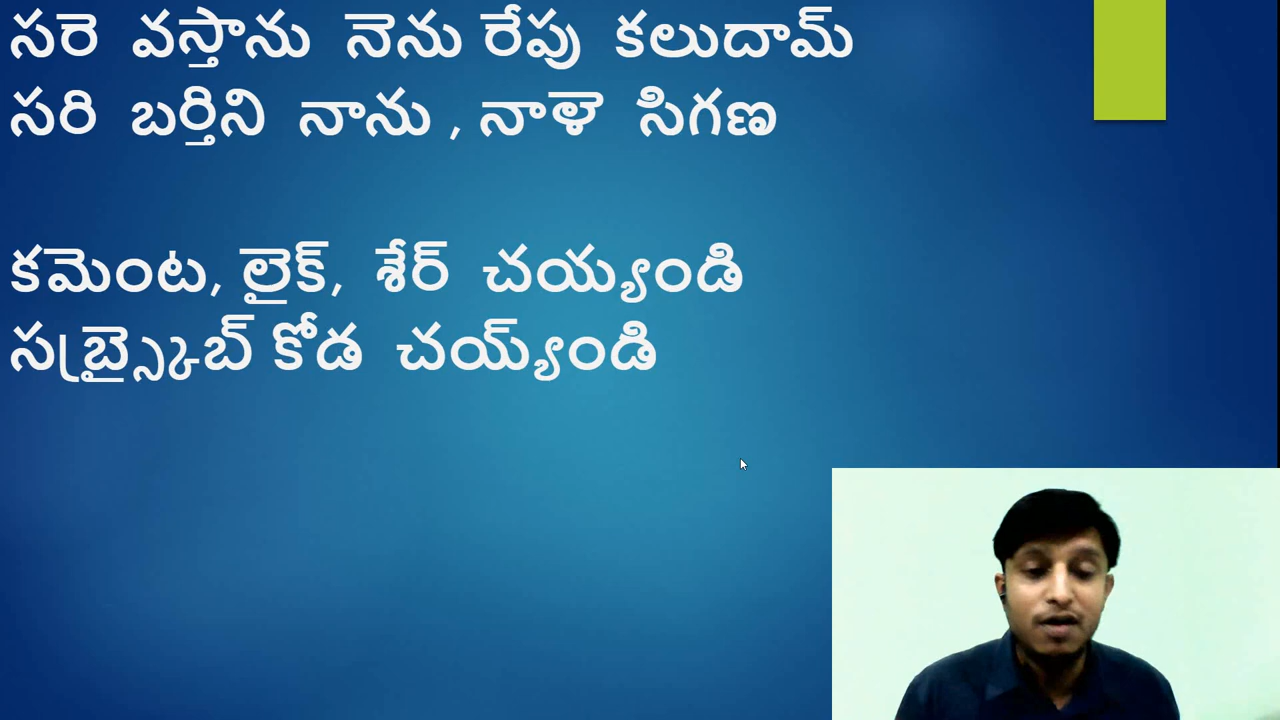 సరె వస్తాను నెను రేపు కలుదామ్
సరి బర్తిని నాను , నాళె సిగణ
కమెంట, లైక్, శేర్ చయ్యండి
సబ్స్క్రైబ్ కోడ చయ్య్ండి